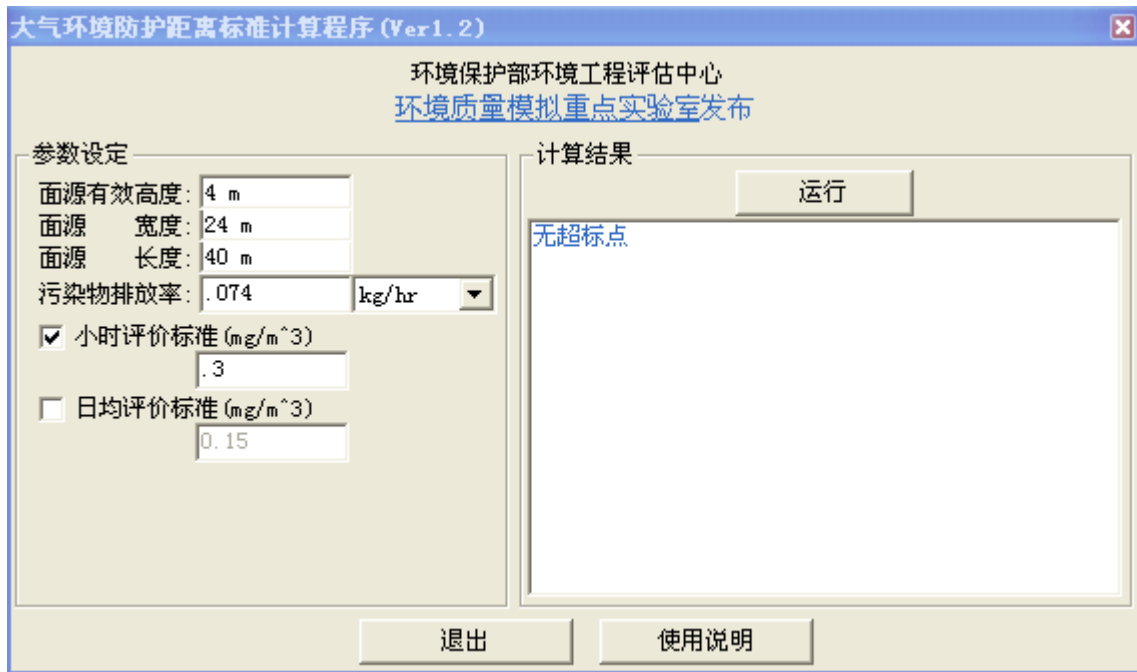 大气环境防护距离标准计算程序(Ver1.2)
环境保护部环境工程评估中心
环境质量模拟重点实验室发布
参数设定
面源有效高度: 4 m
面源 宽度: 24 m
面源 长度: 40 m
污染物排放率: .074 kg/hr
小时评价标准(mg/m^3)
.3
日均评价标准(mg/m^3)
0.15
计算结果
运行
无超标点
退出 使用说明